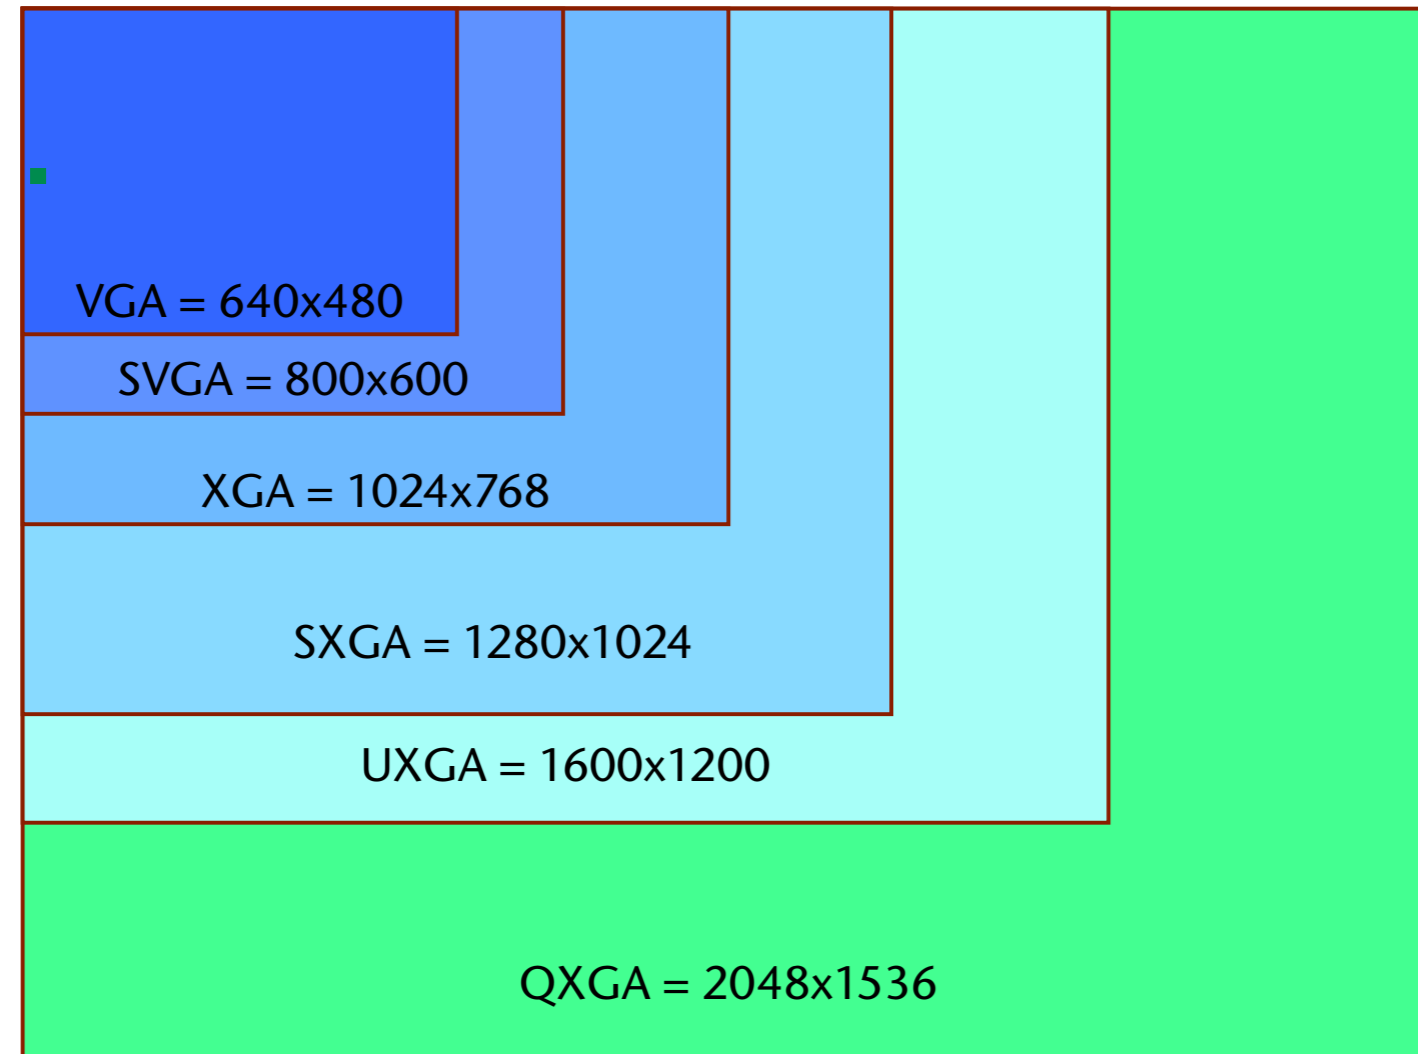 VGA = 640x480
SVGA = 800x600
XGA = 1024x768
SXGA = 1280x1024
UXGA = 1600x1200
QXGA = 2048x1536